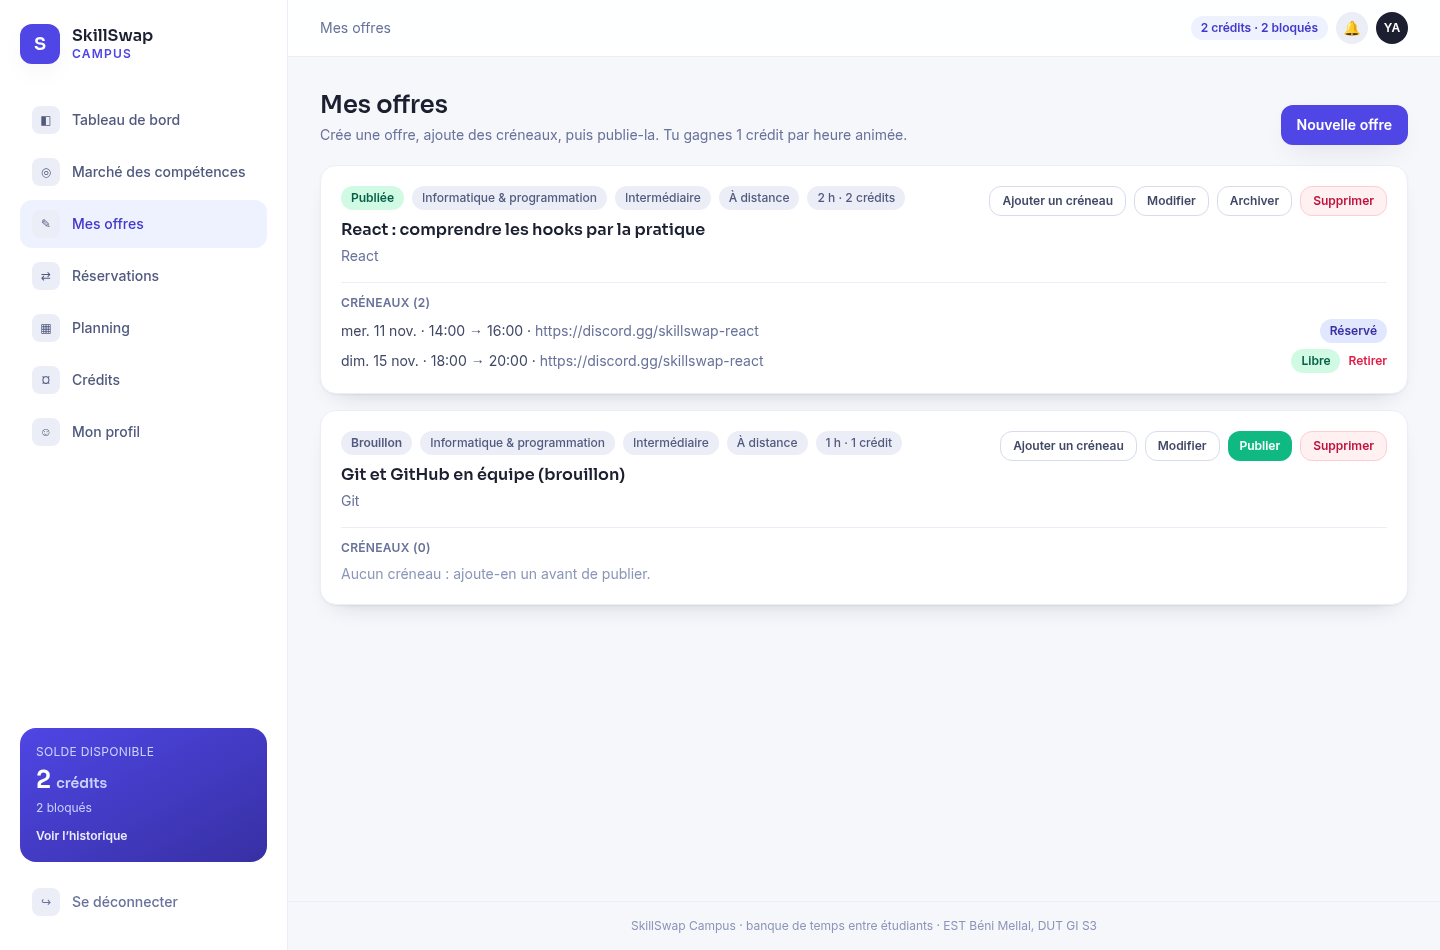 S
SkillSwap
CAMPUS
Tableau de bord
Marché des compétences
Mes offres
Réservations
Planning
Crédits
Mon profil
SOLDE DISPONIBLE
2 crédits
2 bloqués
Voir l’historique
Se déconnecter
Mes offres
2 crédits · 2 bloqués
YA
Mes offres
Crée une offre, ajoute des créneaux, puis publie-la. Tu gagnes 1 crédit par heure animée.
Nouvelle offre
Publiée Informatique & programmation Intermédiaire À distance 2 h · 2 crédits
Ajouter un créneau Modifier Archiver Supprimer
React : comprendre les hooks par la pratique
React
CRÉNEAUX (2)
mer. 11 nov. · 14:00 → 16:00 · https://discord.gg/skillswap-react Réservé
dim. 15 nov. · 18:00 → 20:00 · https://discord.gg/skillswap-react Libre Retirer
Brouillon Informatique & programmation Intermédiaire À distance 1 h · 1 crédit
Ajouter un créneau Modifier Publier Supprimer
Git et GitHub en équipe (brouillon)
Git
CRÉNEAUX (0)
Aucun créneau : ajoute-en un avant de publier.
SkillSwap Campus · banque de temps entre étudiants · EST Béni Mellal, DUT GI S3